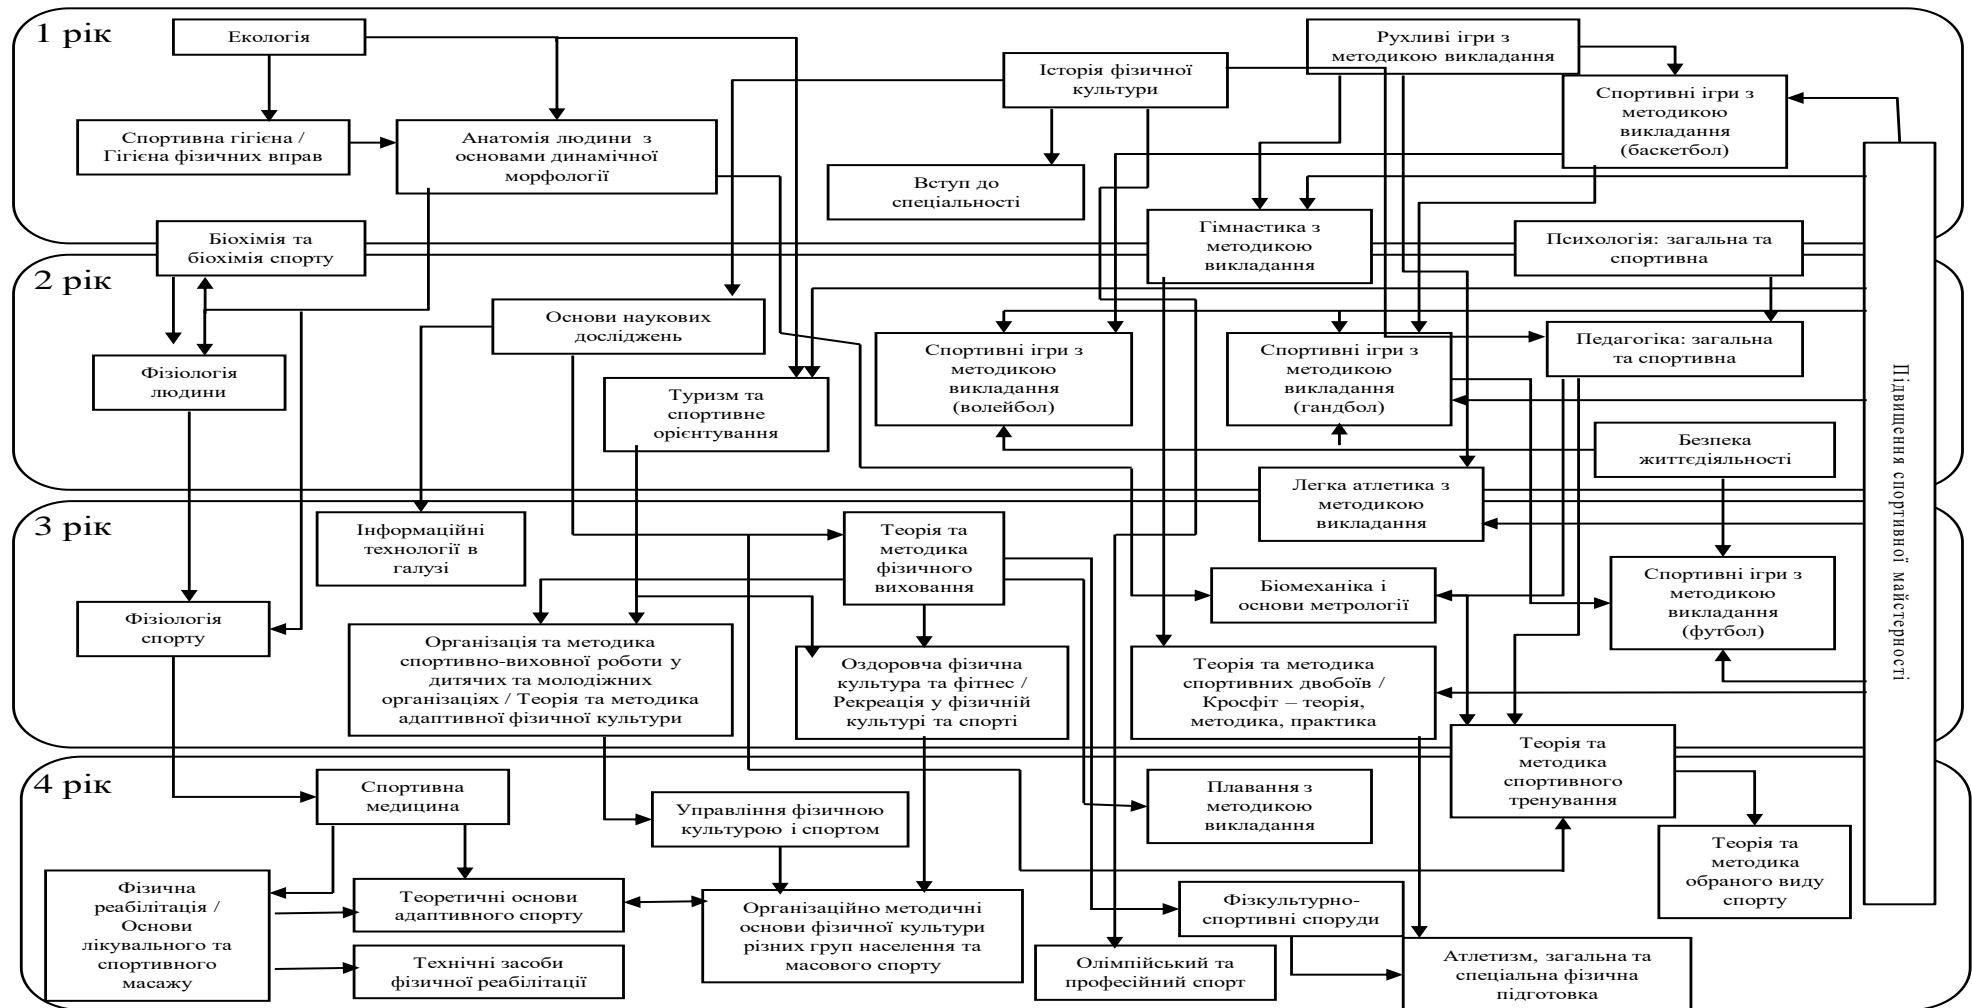 1 рік
Екологія
Історія фізичної
культури
Рухливі ігри з
методикою викладання
Спортивні ігри з
методикою
викладання
(баскетбол)
Спортивна гігієна /
Гігієна фізичних вправ
Анатомія людини з
основами динамічної
морфології
Вступ до
спеціальності
Гімнастика з
методикою
викладання
Біохімія та
біохімія спорту
Психологія: загальна та
спортивна
Підвищення спортивної майстерності
2 рік
Основи наукових
досліджень
Фізіологія
людини
Туризм та
спортивне
орієнтування
Спортивні ігри з
методикою
викладання
(волейбол)
Спортивні ігри з
методикою
викладання
(гандбол)
Педагогіка: загальна
та спортивна
Безпека
життєдіяльності
Легка атлетика з
методикою
викладання
3 рік
Інформаційні
технології в
галузі
Теорія та
методика
фізичного
виховання
Біомеханіка і
основи метрології
Спортивні ігри з
методикою
викладання
(футбол)
Фізіологія
спорту
Організація та методика
спортивно-виховної роботи у
дитячих та молодіжних
організаціях / Теорія та методика
адаптивної фізичної культури
Оздоровча фізична
культура та фітнес /
Рекреація у фізичній
культурі та спорті
Теорія та методика
спортивних двобоїв /
Кросфіт – теорія,
методика, практика
Теорія та
методика
спортивного
тренування
4 рік
Спортивна
медицина
Управління фізичною
культурою і спортом
Плавання з
методикою
викладання
Теорія та
методика
обраного виду
спорту
Фізична
реабілітація /
Основи
лікувального та
спортивного
масажу
Теоретичні основи
адаптивного спорту
Технічні засоби
фізичної реабілітації
Організаційно методичні
основи фізичної культури
різних груп населення та
масового спорту
Фізкультурно-
спортивні споруди
Олімпійський та
професійний спорт
Атлетизм, загальна та
спеціальна фізична
підготовка